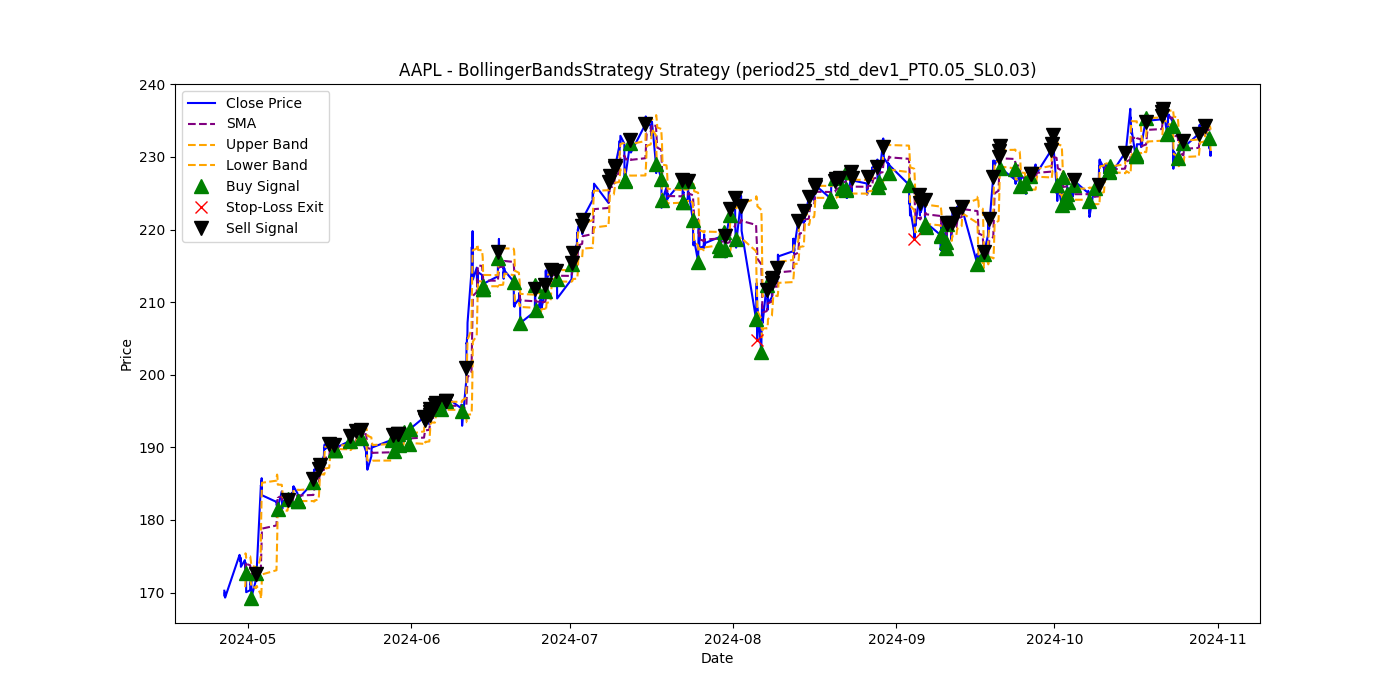 AAPL - BollingerBandsStrategy Strategy (period25_std_dev1_PT0.05_SL0.03)
240
230
220
210
200
190
180
170
Price
Close Price
SMA
Upper Band
Lower Band
Buy Signal
Stop-Loss Exit
Sell Signal
2024-05 2024-06 2024-07 2024-08 2024-09 2024-10 2024-11
Date